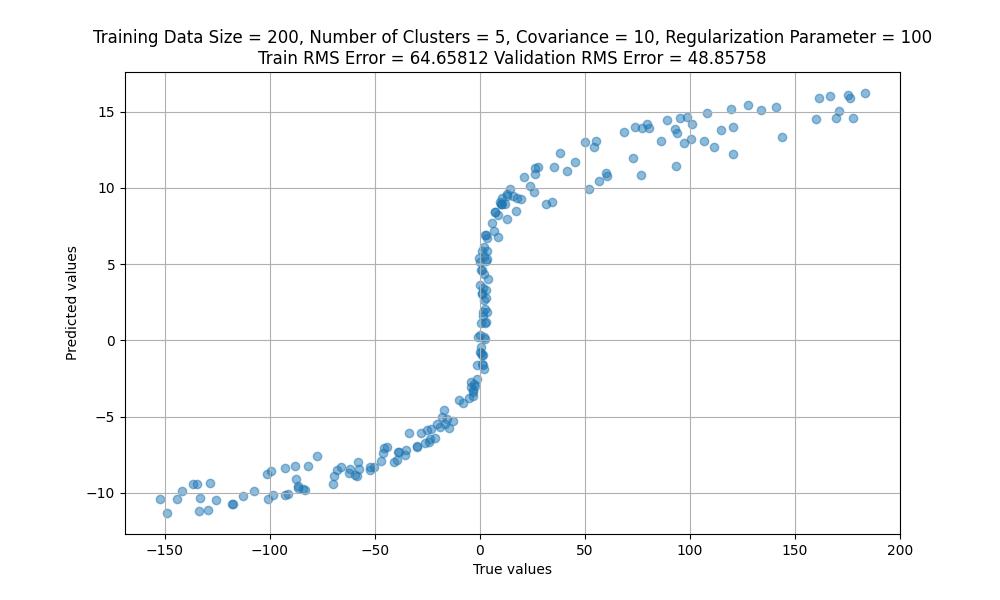 Training Data Size = 200, Number of Clusters = 5, Covariance = 10, Regularization Parameter = 100
Train RMS Error = 64.65812 Validation RMS Error = 48.85758
15
10
5
0
−5
−10
Predicted values
−150 −100 −50 0 50 100 150 200
True values